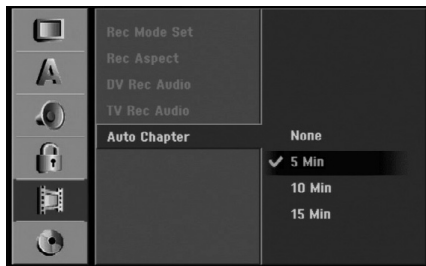 A
Rec Mode Set
Rec Aspect
DV Rec Audio
TV Rec Audio
Auto Chapter
None
5 Min
10 Min
15 Min